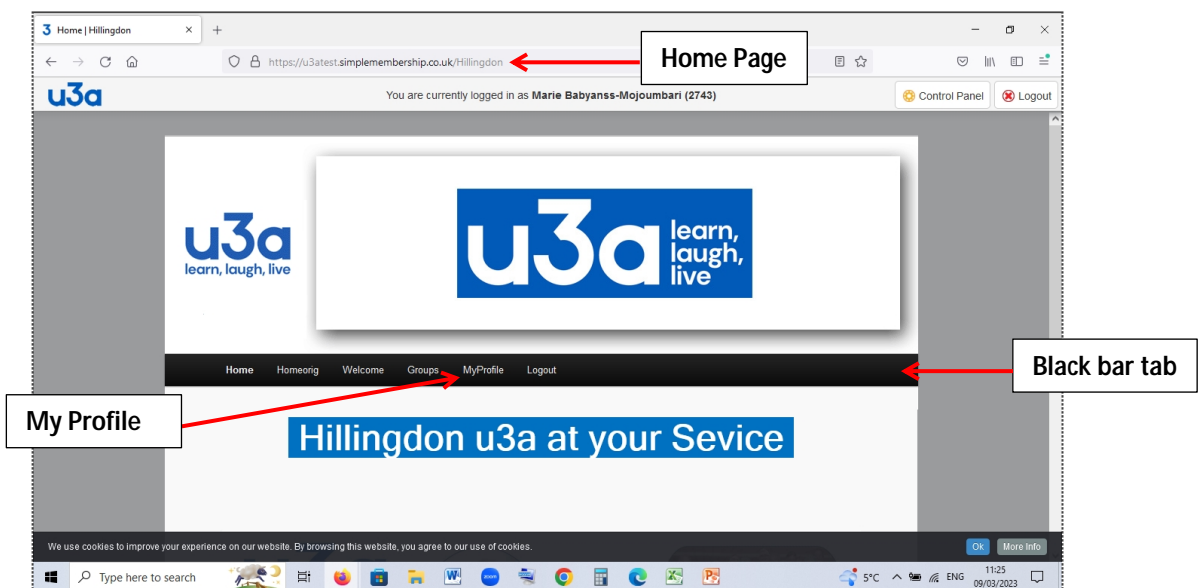 3 Home | Hillingdon
https://u3atest.simplemembership.co.uk/Hillingdon
Home Page
u3a
You are currently logged in as Marie Babyanss-Mojoumbari (2743)
Control Panel
Logout
u3a
learn, laugh, live
u3a
learn,
laugh,
live
Home Homeorig Welcome Groups MyProfile Logout
Black bar tab
My Profile
Hillingdon u3a at your Sevice
We use cookies to improve your experience on our website. By browsing this website, you agree to our use of cookies.
Ok
More Info
Type here to search
W
zoom
5°C
ENG
11:25
09/03/2023